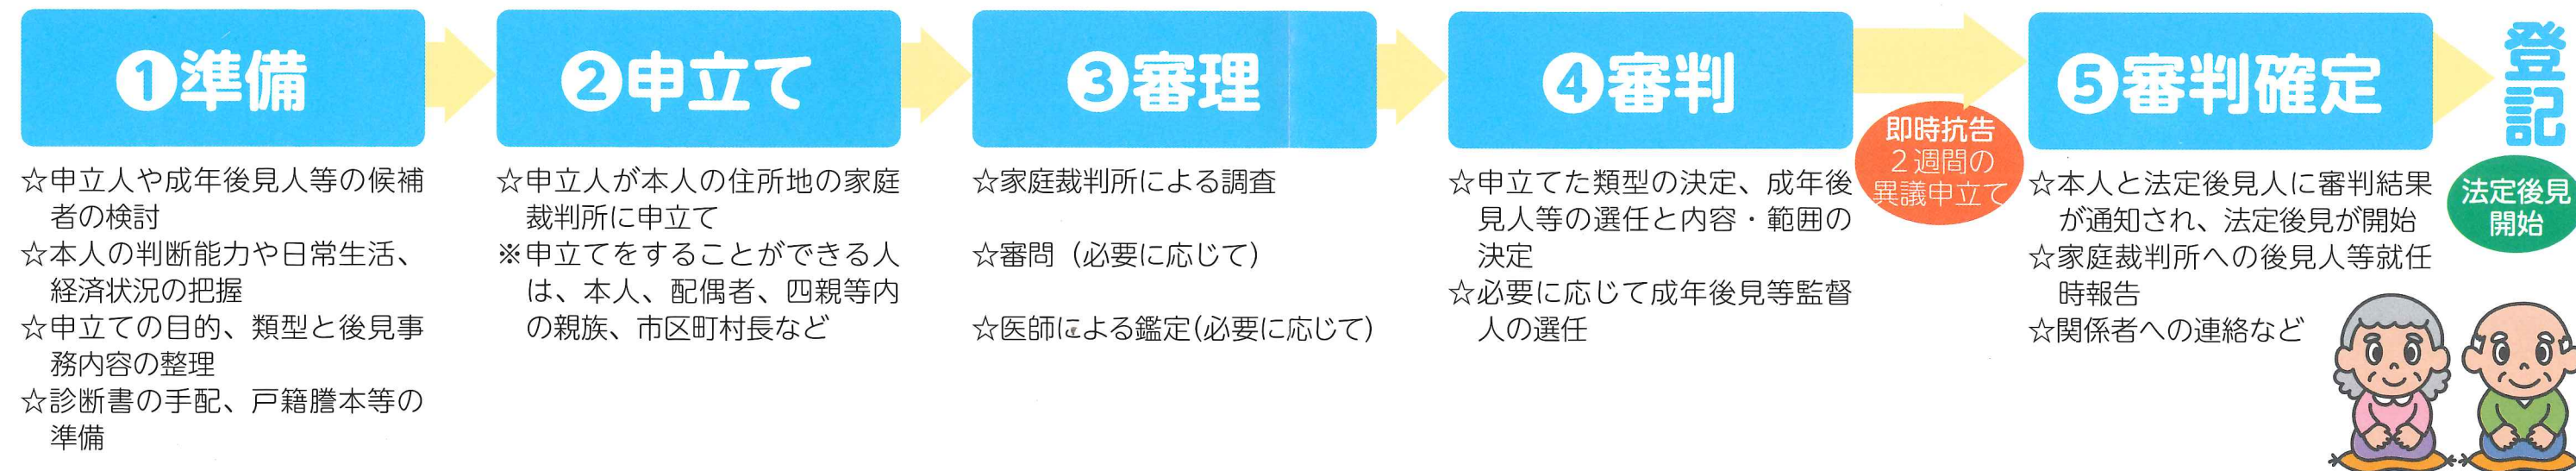 ❶準備
☆申立人や成年後見人等の候補
者の検討
☆本人の判断能力や日常生活、
経済状況の把握
☆申立ての目的、類型と後見事
務内容の整理
☆診断書の手配、戸籍謄本等の
準備
❷申立て
☆申立人が本人の住所地の家庭
裁判所に申立て
※申立てをすることができる人
は、本人、配偶者、四親等内
の親族、市区町村長など
❸審理
☆家庭裁判所による調査
☆審問（必要に応じて）
☆医師による鑑定（必要に応じて）
❹審判
☆申立てた類型の決定、成年後
見人等の選任と内容・範囲の
決定
☆必要に応じて成年後見等監督
人の選任
即時抗告
２週間の
異議申立て
❺審判確定
☆本人と法定後見人に審判結果
が通知され、法定後見が開始
☆家庭裁判所への後見人等就任
時報告
☆関係者への連絡など
登記
法定後見
開始